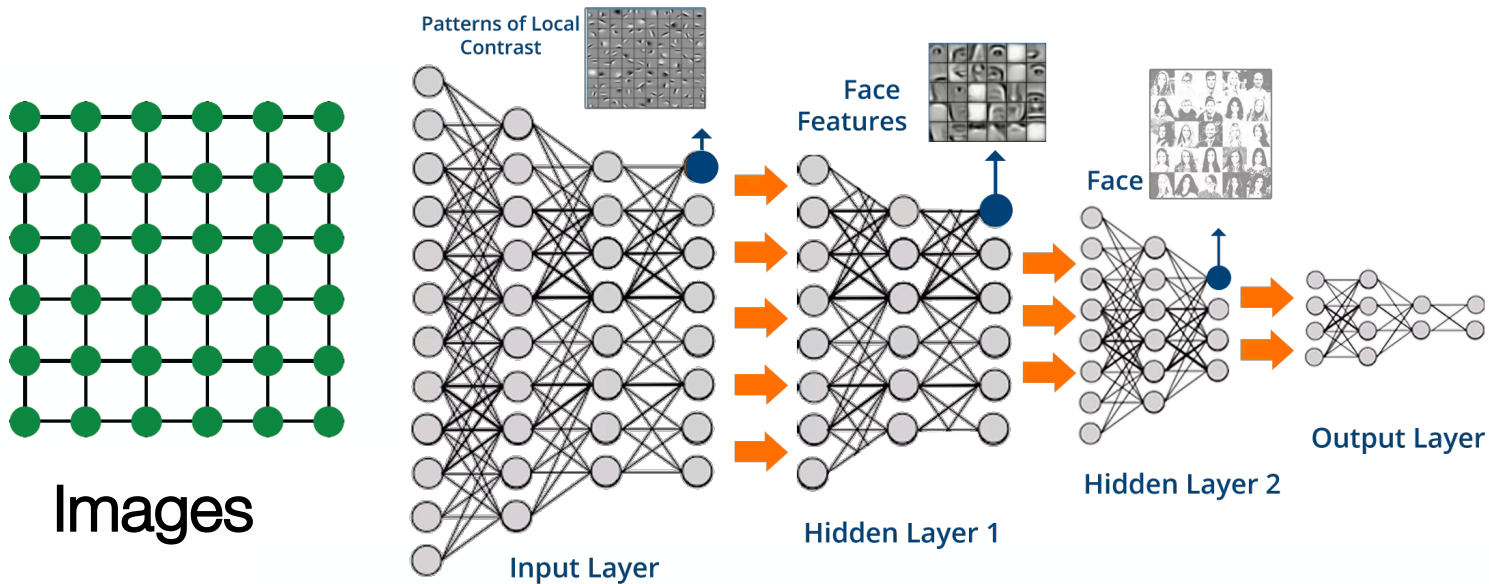 Patterns of Local
Contrast
Face
Features
Face
Images
Input Layer
Hidden Layer 1
Hidden Layer 2
Output Layer